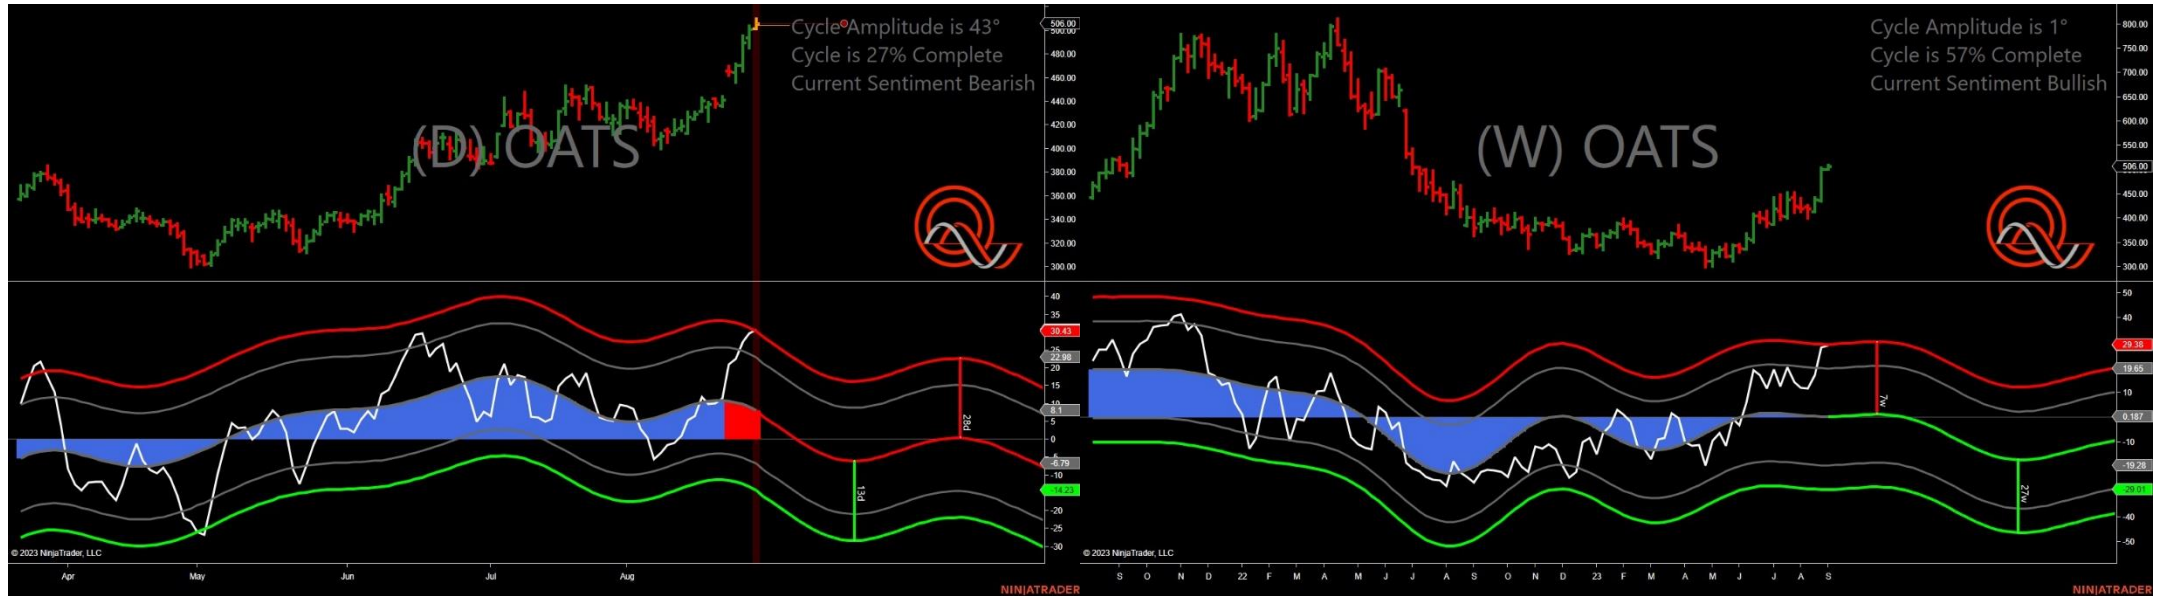 Cycle Amplitude is 43°
Cycle is 27% Complete
Current Sentiment Bearish
(D) OATS
506.00
500.00
480.00
460.00
440.00
420.00
400.00
380.00
360.00
340.00
320.00
300.00
40
35
30.43
25
22.98
20
15
10
8.1
5
0
-6.79
-10
-14.23
-20
-25
-30
28d
13d
© 2023 NinjaTrader, LLC
Apr May Jun Jul Aug
NINJATRADER
Cycle Amplitude is 1°
Cycle is 57% Complete
Current Sentiment Bullish
(W) OATS
800.00
750.00
700.00
650.00
600.00
550.00
506.00
450.00
400.00
350.00
300.00
50
40
29.38
19.65
10
0.187
-10
-19.28
-29.01
-40
-50
7w
27w
© 2023 NinjaTrader, LLC
S O N D 22 F M A M J J A S O N D 23 F M A M J J A S
NINJATRADER